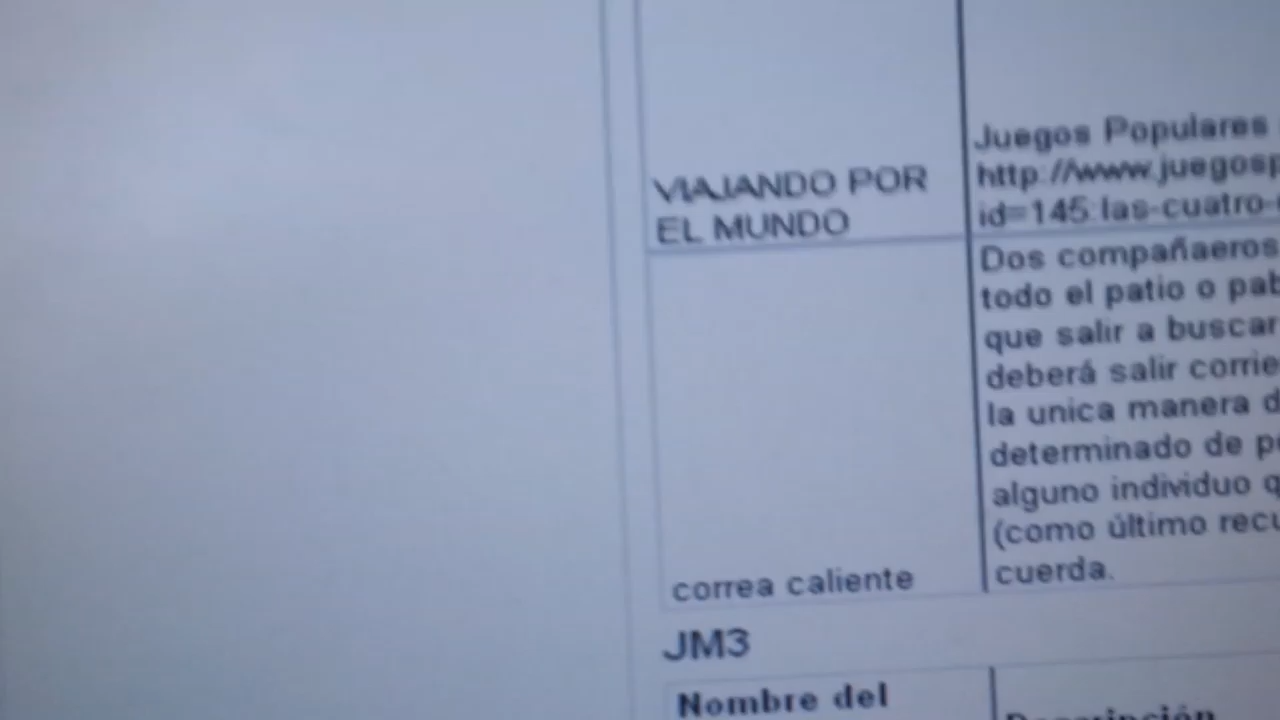 VIAJANDO POR
EL MUNDO
Juegos Populares
http://www.juegosp
id=145:las-cuatro-
Dos compañaeros
todo el patio o pab
que salir a buscar
deberá salir corrie
la unica manera d
determinado de p
alguno individuo q
(como último recu
cuerda.
correa caliente
JM3
Nombre del
Descripción